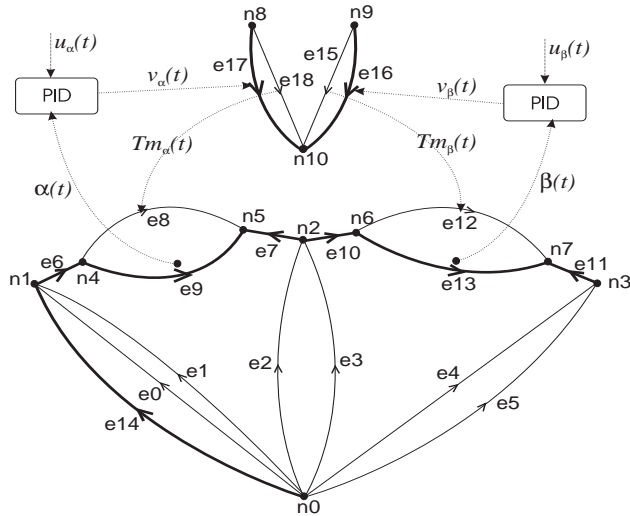 n8
n9
uα(t)
uβ(t)
e17
e15
vα(t)
e18
e16
vβ(t)
PID
PID
n10
Tmα(t)
Tmβ(t)
α(t)
β(t)
e8
n5
n2
n6
e12
e7
e10
n7
e6
n4
e11
n1
e9
e13
n3
e1
e2
e3
e4
e0
e5
e14
n0